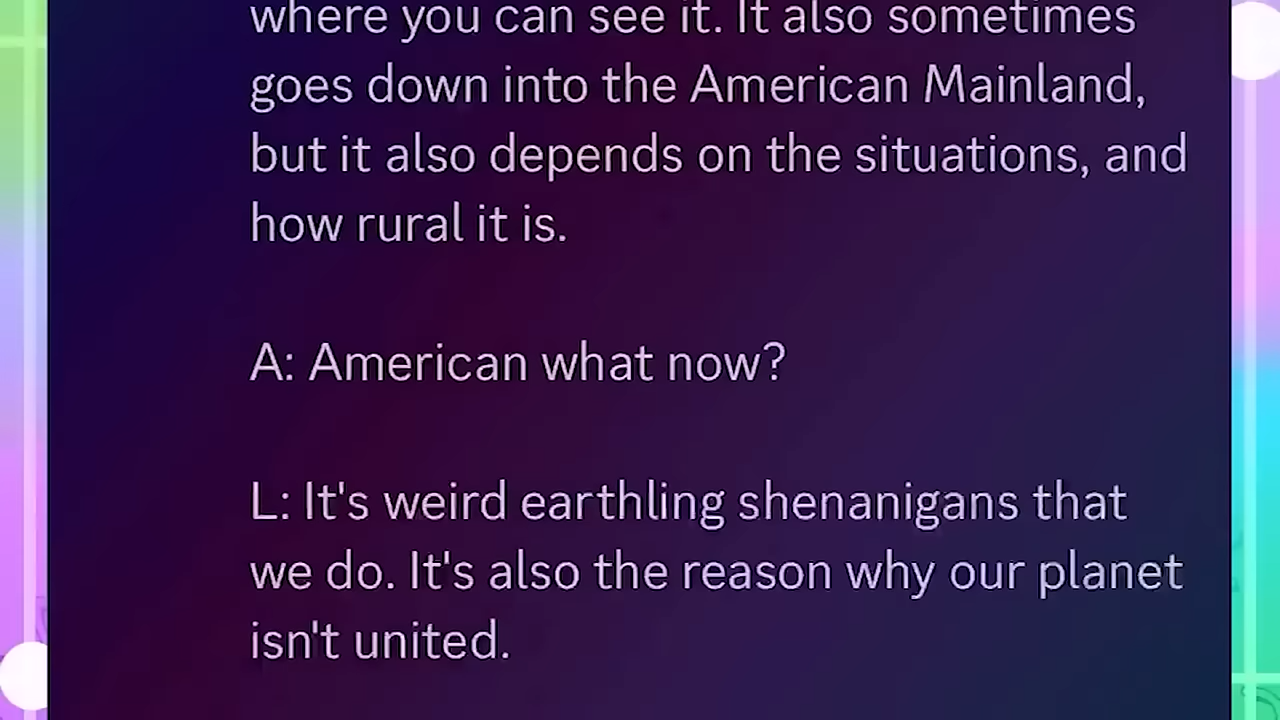 where you can see it. It also sometimes
goes down into the American Mainland,
but it also depends on the situations, and
how rural it is.
A: American what now?
L: It's weird earthling shenanigans that
we do. It's also the reason why our planet
isn't united.